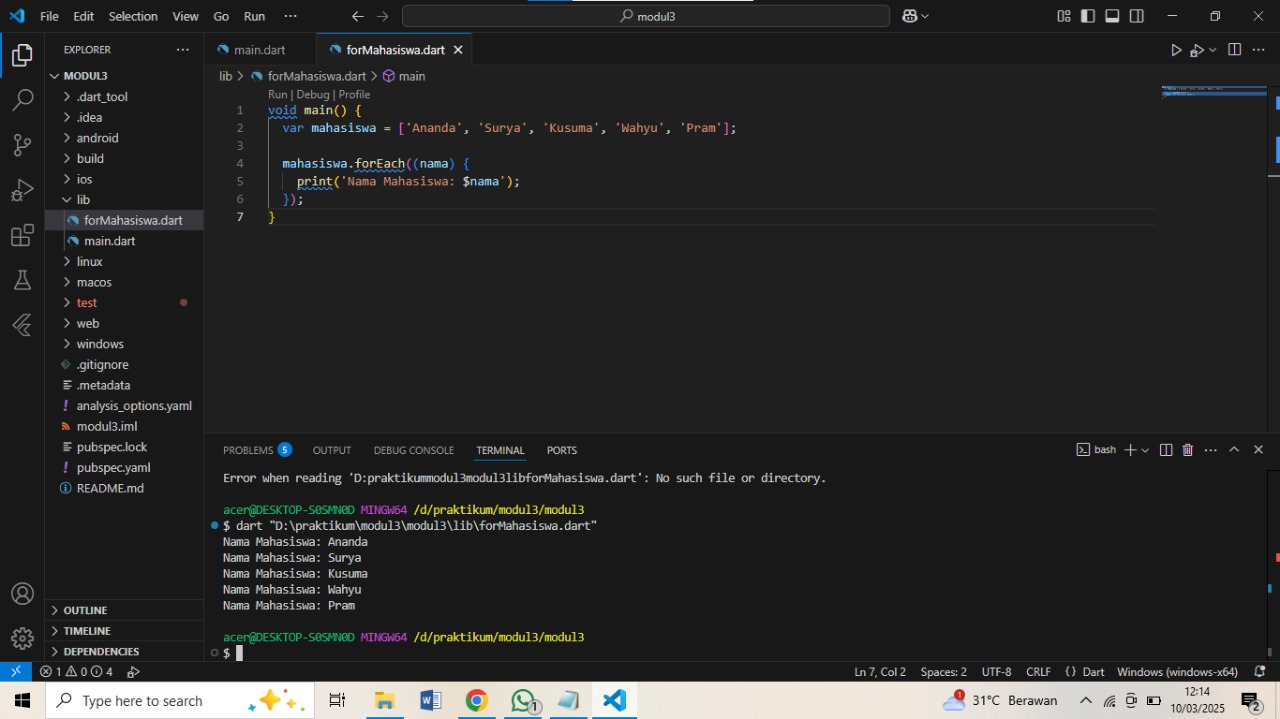 File Edit Selection View Go Run ··· modul3
EXPLORER ···
MODUL3
.dart_tool
.idea
android
build
ios
lib
forMahasiswa.dart
main.dart
linux
macos
test
web
windows
.gitignore
.metadata
analysis_options.yaml
modul3.iml
pubspec.lock
pubspec.yaml
README.md
OUTLINE
TIMELINE
DEPENDENCIES
main.dart forMahasiswa.dart
lib > forMahasiswa.dart > main
Run | Debug | Profile
1 void main() {
2 var mahasiswa = ['Ananda', 'Surya', 'Kusuma', 'Wahyu', 'Pram'];
3
4 mahasiswa.forEach((nama) {
5 print('Nama Mahasiswa: $nama');
6 });
7 }
PROBLEMS 5 OUTPUT DEBUG CONSOLE TERMINAL PORTS bash
Error when reading 'D:praktikummodul3modul3libforMahasiswa.dart': No such file or directory.
acer@DESKTOP-S0SMN0D MINGW64 /d/praktikum/modul3/modul3
$ dart "D:\praktikum\modul3\modul3\lib\forMahasiswa.dart"
Nama Mahasiswa: Ananda
Nama Mahasiswa: Surya
Nama Mahasiswa: Kusuma
Nama Mahasiswa: Wahyu
Nama Mahasiswa: Pram
acer@DESKTOP-S0SMN0D MINGW64 /d/praktikum/modul3/modul3
$
1 0 4 Ln 7, Col 2 Spaces: 2 UTF-8 CRLF {} Dart Windows (windows-x64)
Type here to search 1 1 31°C Berawan 12:14
10/03/2025 2